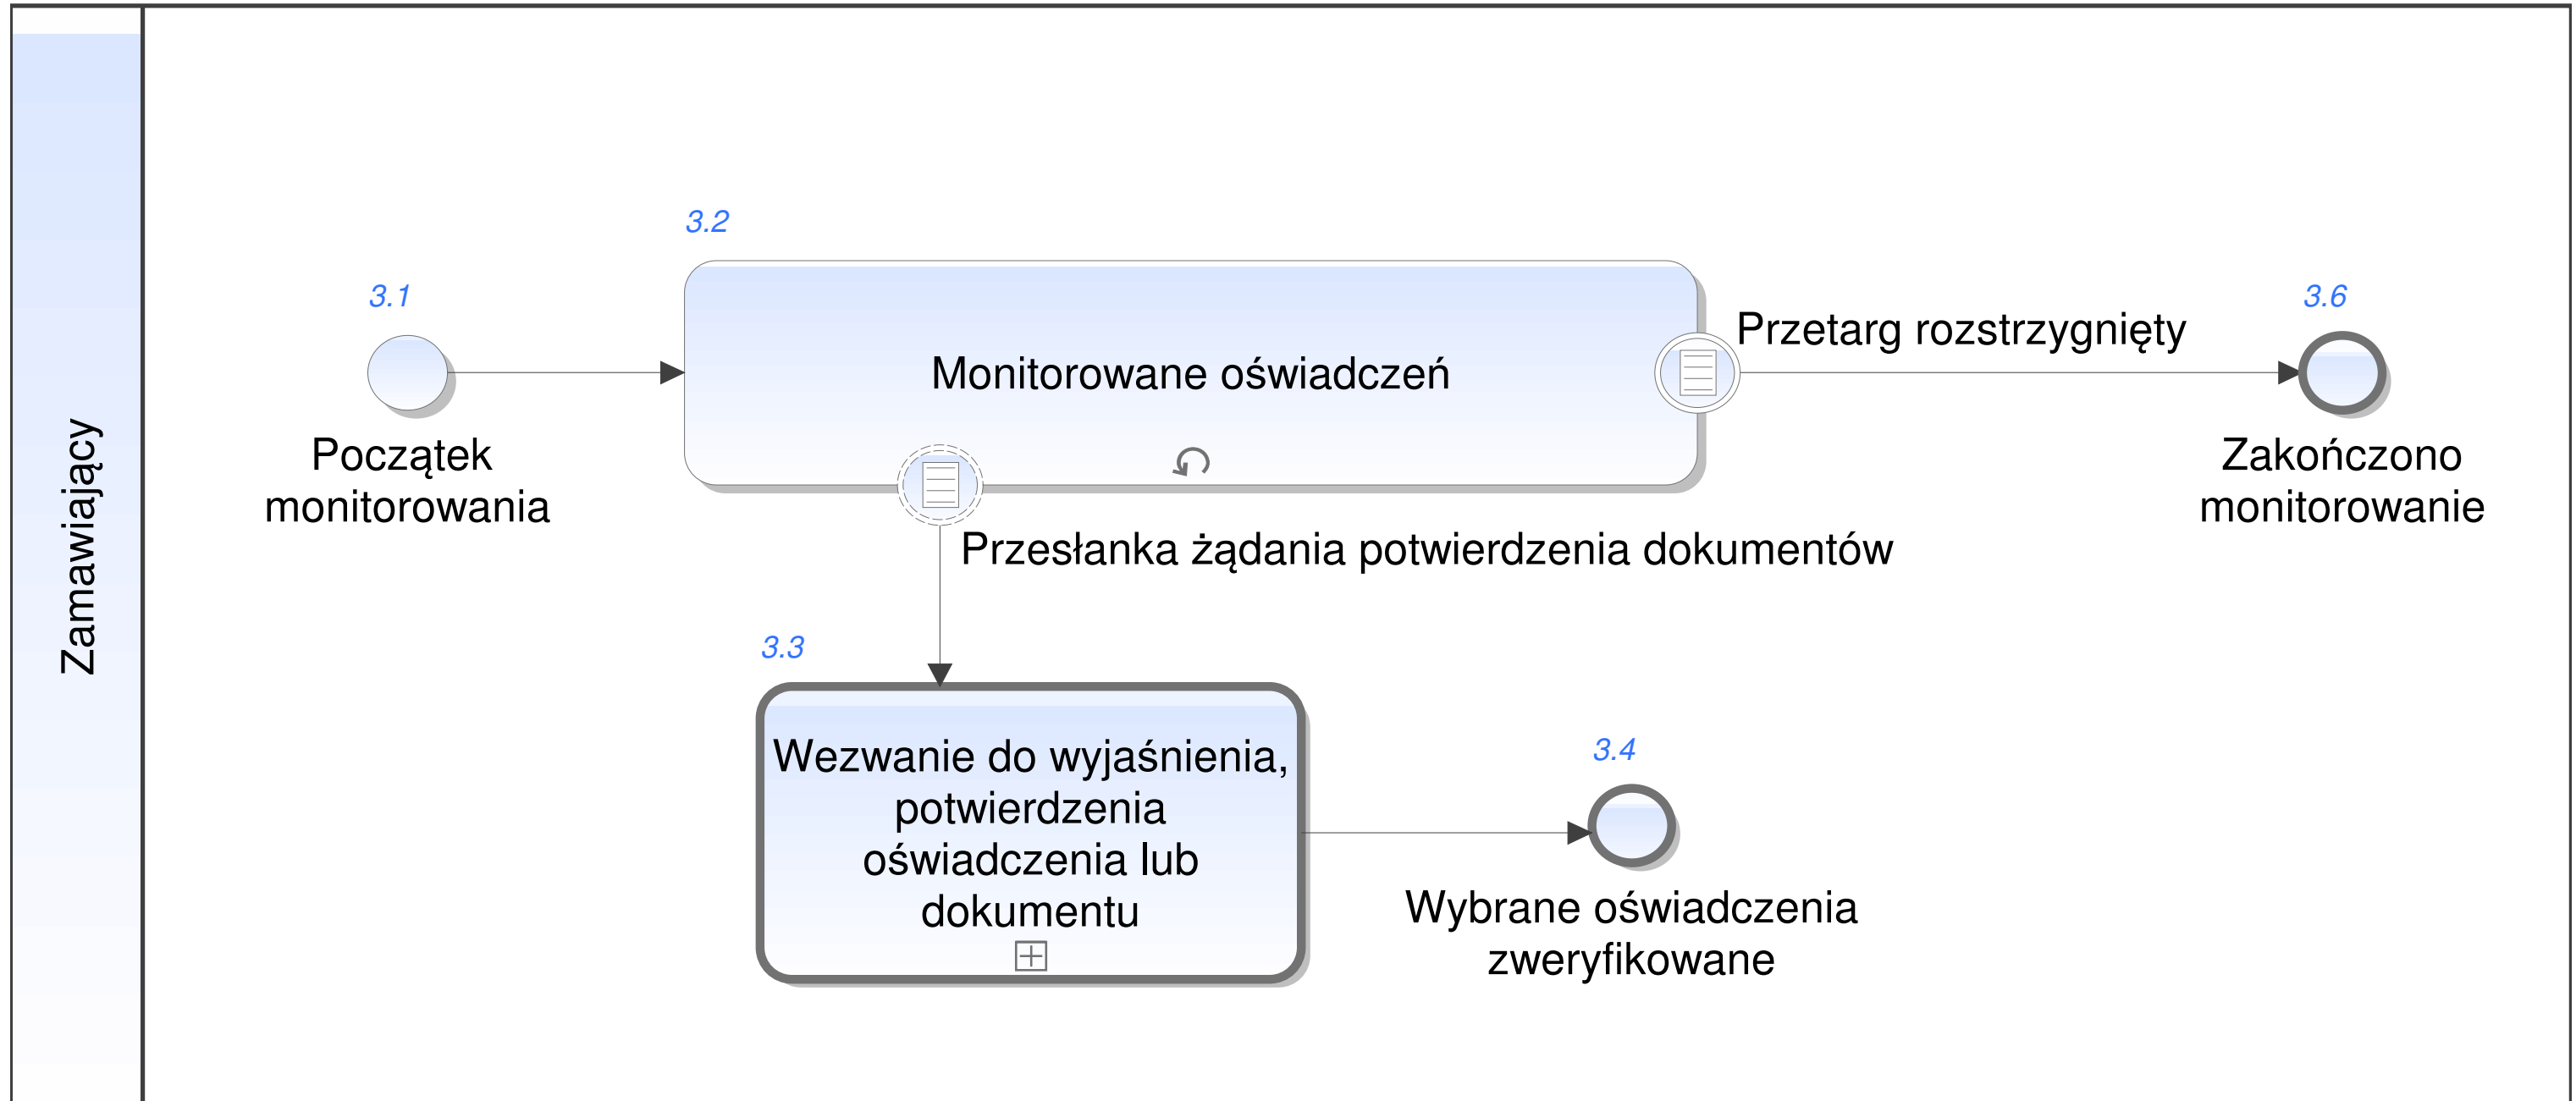 Zamawiający
3.1
Początek
monitorowania
3.2
Monitorowane oświadczeń
Przetarg rozstrzygnięty
3.6
Zakończono
monitorowanie
Przesłanka żądania potwierdzenia dokumentów
3.3
Wezwanie do wyjaśnienia,
potwierdzenia
oświadczenia lub
dokumentu
3.4
Wybrane oświadczenia
zweryfikowane